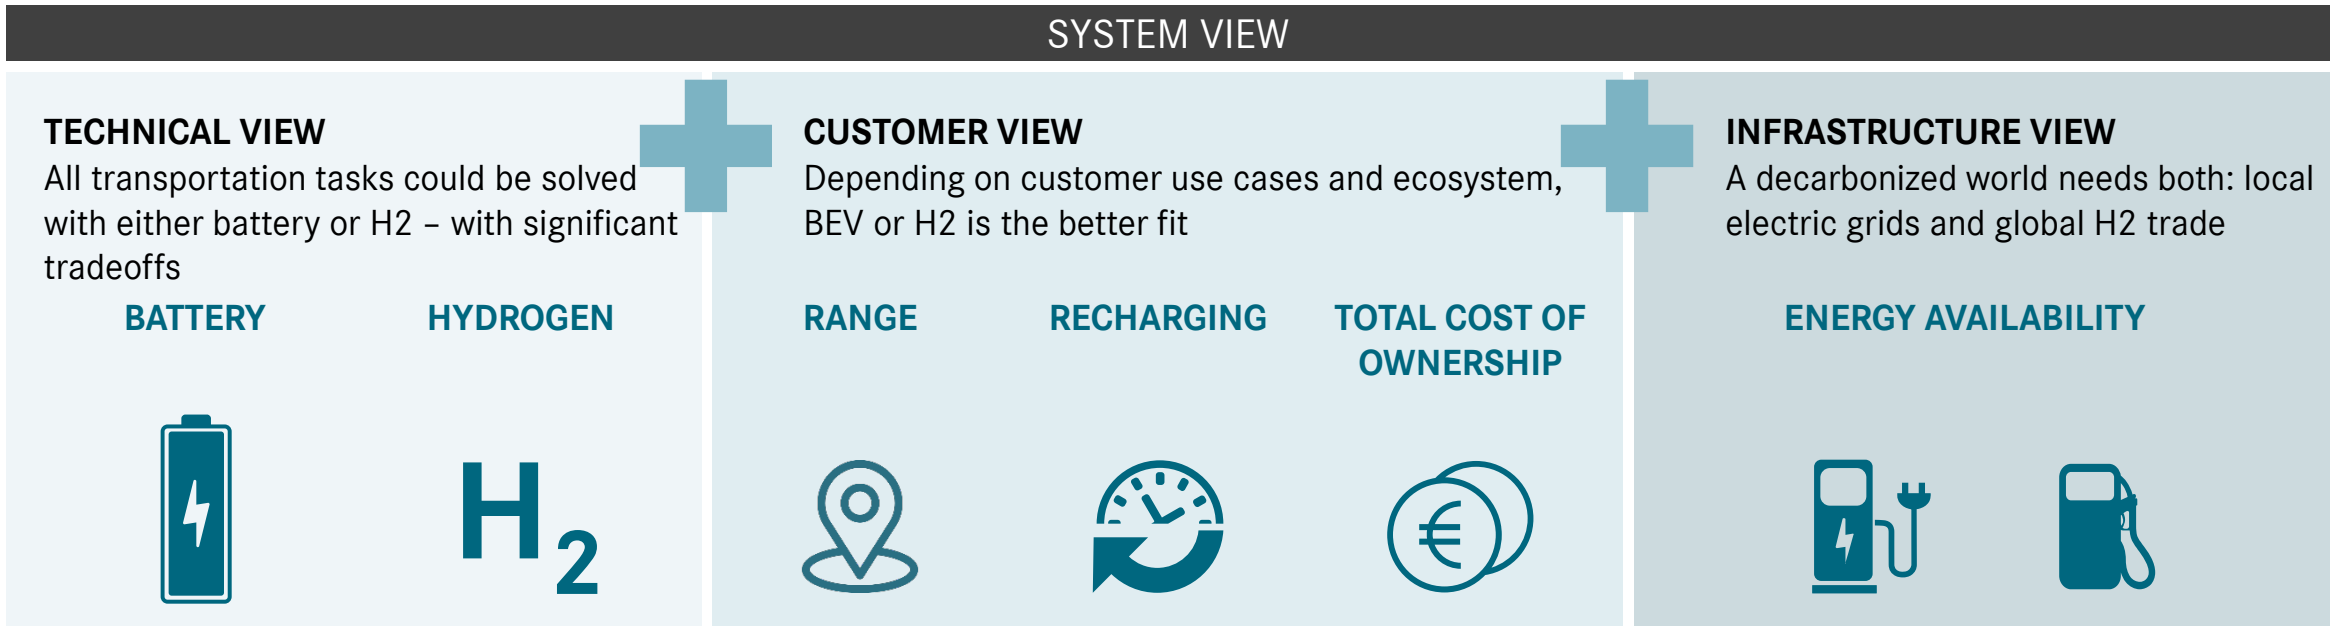 SYSTEM VIEW
TECHNICAL VIEW
All transportation tasks could be solved
with either battery or H2 – with significant
tradeoffs
BATTERY
HYDROGEN
H2
CUSTOMER VIEW
Depending on customer use cases and ecosystem,
BEV or H2 is the better fit
RANGE
RECHARGING
TOTAL COST OF
OWNERSHIP
€
INFRASTRUCTURE VIEW
A decarbonized world needs both: local
electric grids and global H2 trade
ENERGY AVAILABILITY